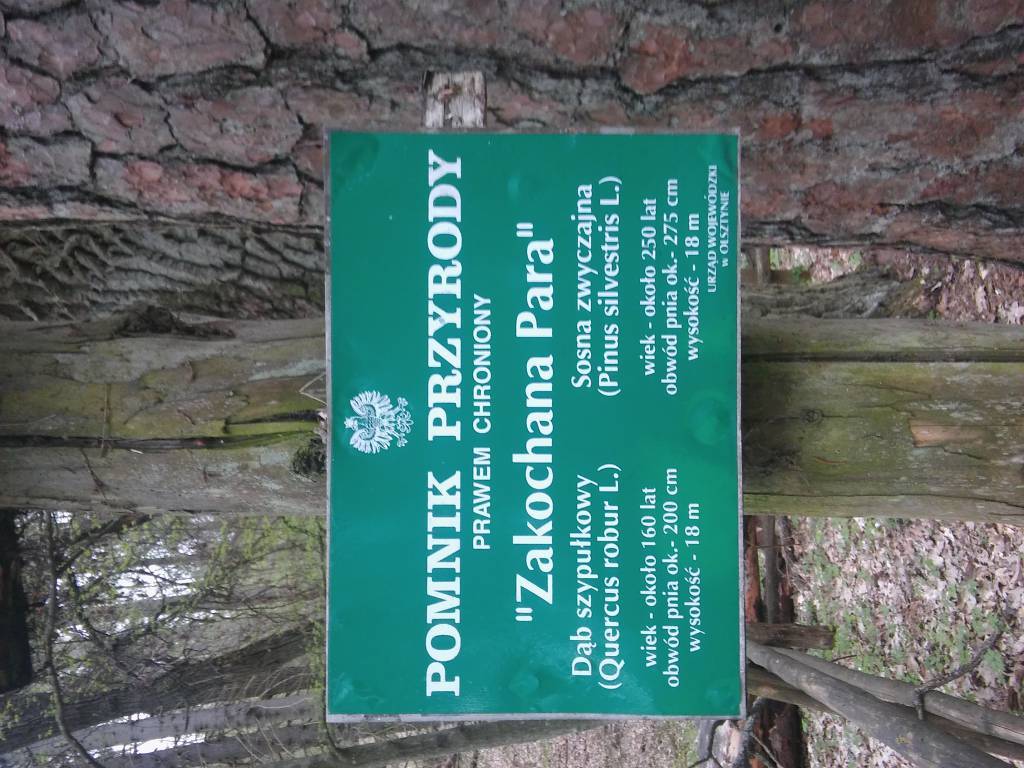 POMNIK PRZYRODY
PRAWEM CHRONIONY
"Zakochana Para"
Dąb szypułkowy
(Quercus robur L.)
wiek - około 160 lat
obwód pnia ok.- 200 cm
wysokość - 18 m
Sosna zwyczajna
(Pinus silvestris L.)
wiek - około 250 lat
obwód pnia ok.- 275 cm
wysokość - 18 m
URZĄD WOJEWÓDZKI
w OLSZTYNIE